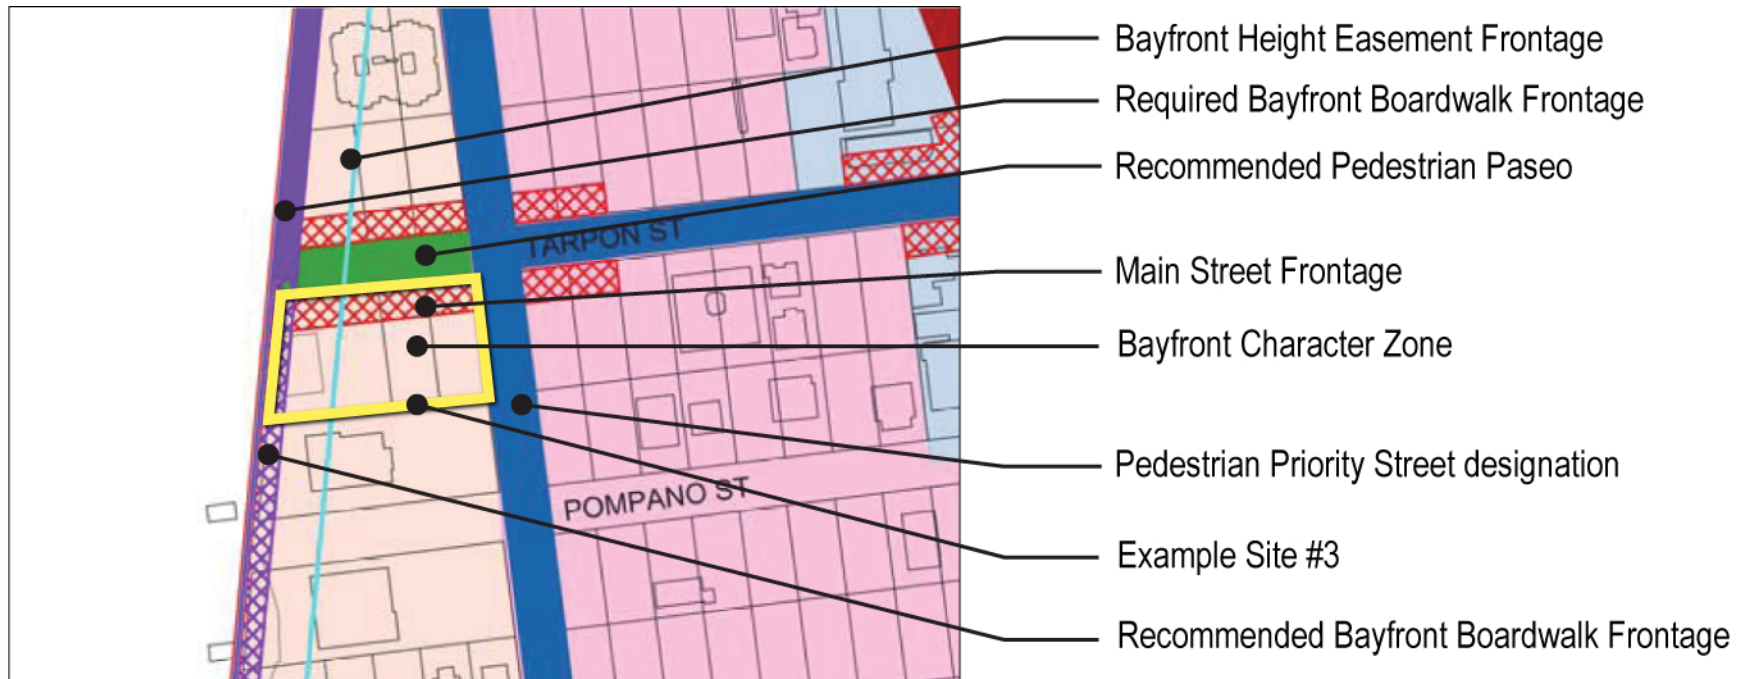 Bayfront Height Easement Frontage
Required Bayfront Boardwalk Frontage
Recommended Pedestrian Paseo
TARPON ST
Main Street Frontage
Bayfront Character Zone
Pedestrian Priority Street designation
POMPANO ST
Example Site #3
Recommended Bayfront Boardwalk Frontage